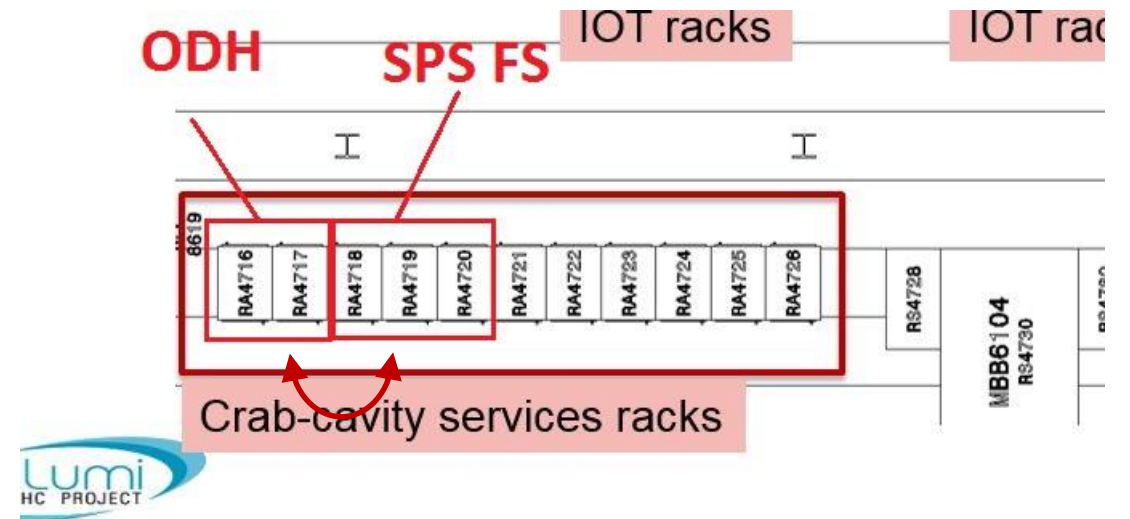 IOT racks
IOT rac
ODH
SPS FS
8619
RA4716
RA4717
RA4718
RA4719
RA4720
RA4721
RA4722
RA4723
RA4724
RA4725
RA4726
RS4728
MBB6104
RS4730
Crab-cavity services racks
Lumi
HC PROJECT